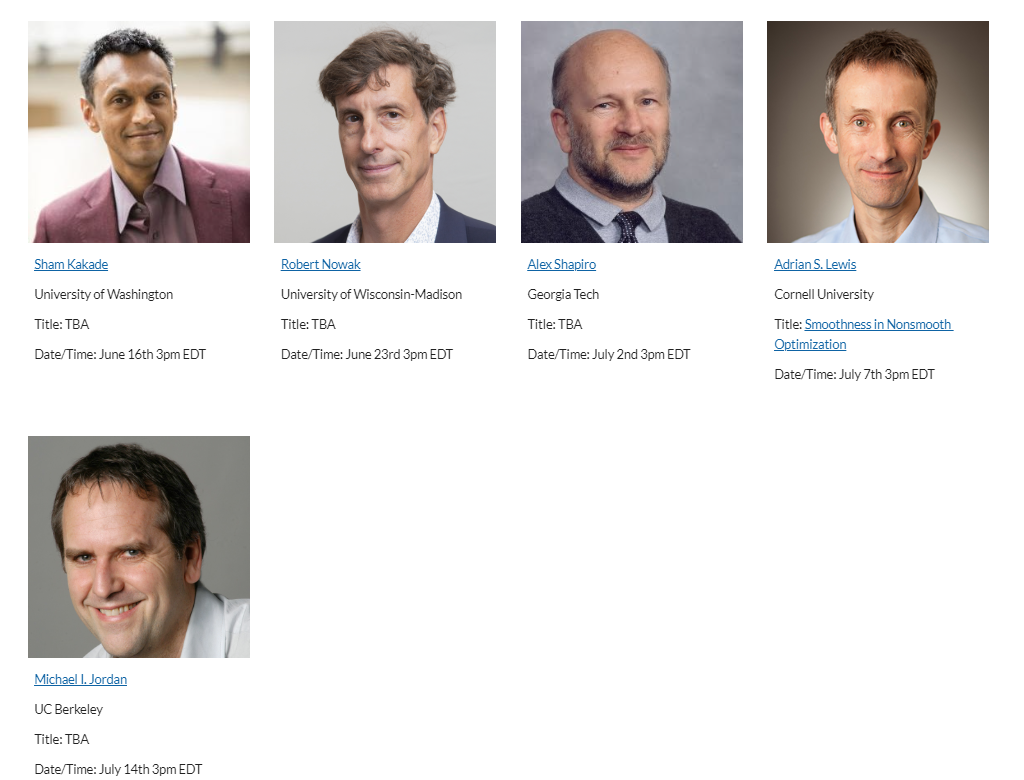 Sham Kakade
University of Washington
Title: TBA
Date/Time: June 16th 3pm EDT
Robert Nowak
University of Wisconsin-Madison
Title: TBA
Date/Time: June 23rd 3pm EDT
Alex Shapiro
Georgia Tech
Title: TBA
Date/Time: July 2nd 3pm EDT
Adrian S. Lewis
Cornell University
Title: Smoothness in Nonsmooth
Optimization
Date/Time: July 7th 3pm EDT
Michael I. Jordan
UC Berkeley
Title: TBA
Date/Time: July 14th 3pm EDT